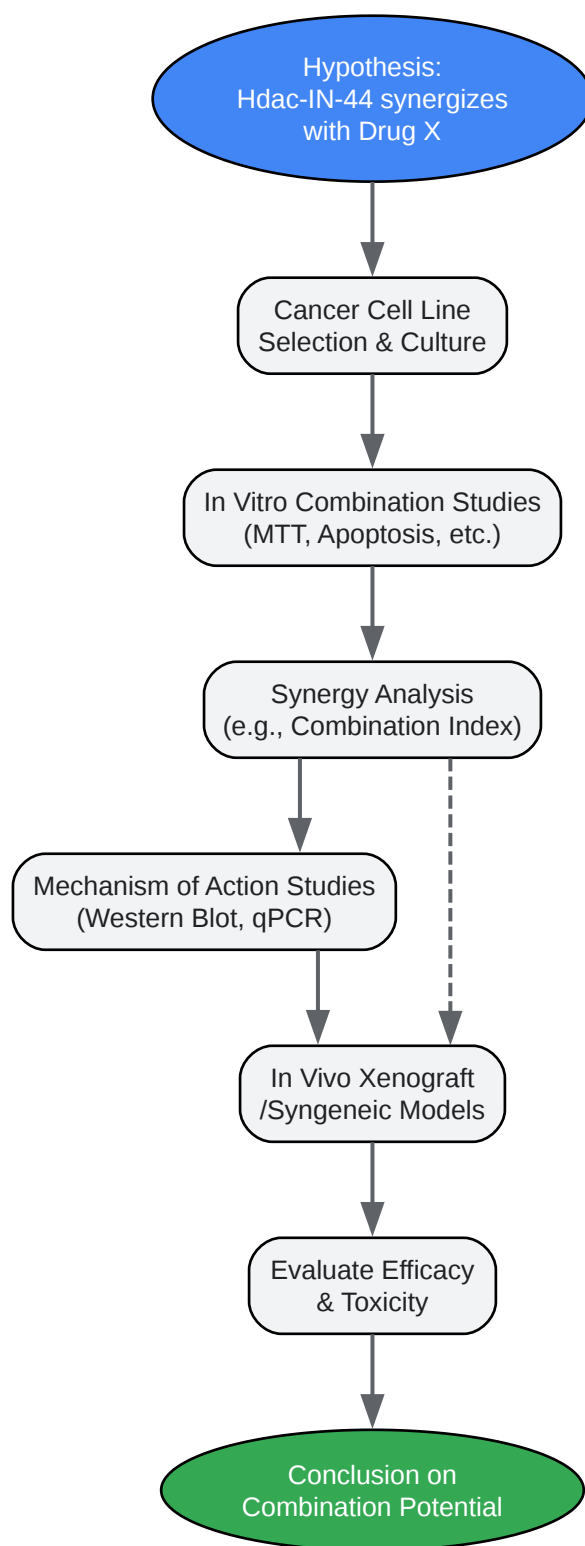 Hypothesis:
Hdac-IN-44 synergizes
with Drug X
Cancer Cell Line
Selection & Culture
In Vitro Combination Studies
(MTT, Apoptosis, etc.)
Synergy Analysis
(e.g., Combination Index)
Mechanism of Action Studies
(Western Blot, qPCR)
In Vivo Xenograft
/Syngeneic Models
Evaluate Efficacy
& Toxicity
Conclusion on
Combination Potential